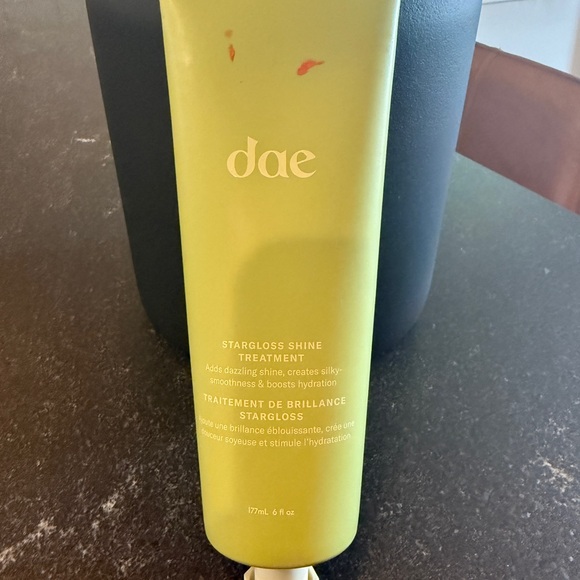 dae
STARGLOSS SHINE
TREATMENT
Adds dazzling shine, creates silky-
smoothness & boosts hydration
TRAITEMENT DE BRILLANCE
STARGLOSS
Ajoute une brillance éblouissante, crée une
douceur soyeuse et stimule l'hydratation
177mL 6 fl oz